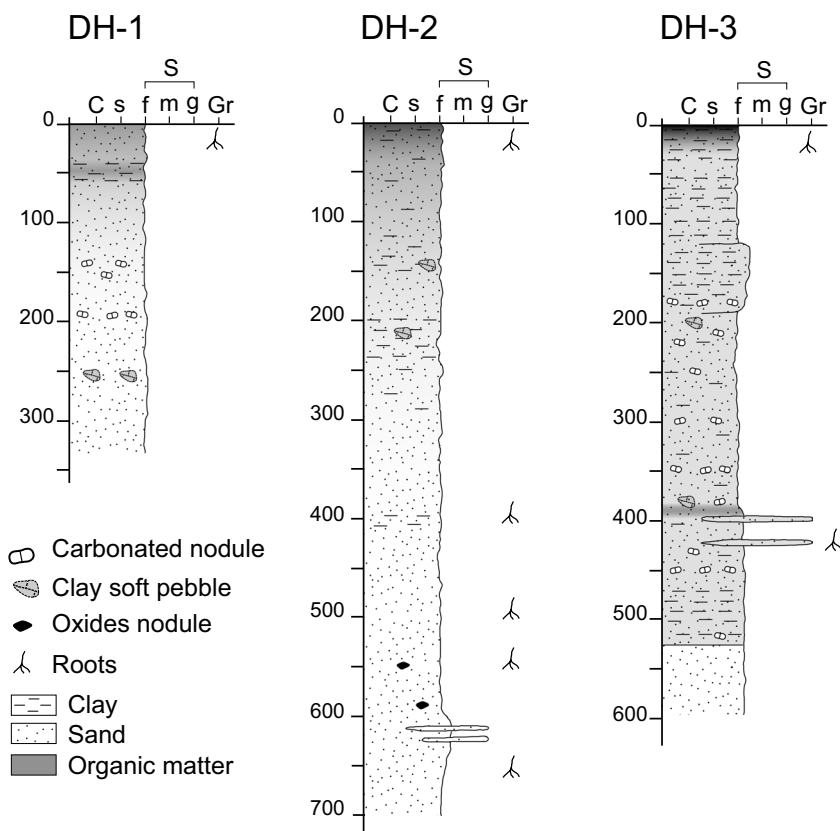 DH-1
S
C s f m g Gr
0
100
200
300
DH-2
S
C s f m g Gr
0
100
200
300
400
500
600
700
DH-3
S
C s f m g Gr
0
100
200
300
400
500
600
Carbonated nodule
Clay soft pebble
Oxides nodule
Roots
Clay
Sand
Organic matter